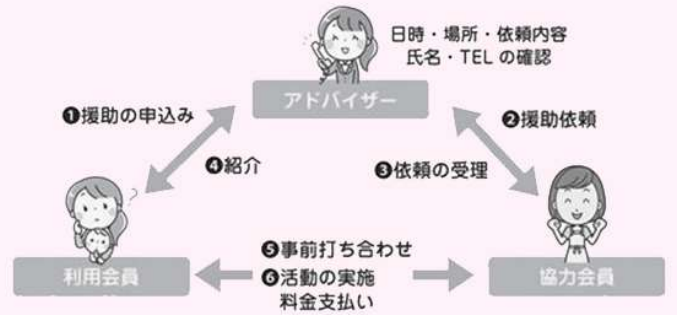 日時・場所・依頼内容
氏名・TEL の確認
アドバイザー
❶援助の申込み
❷援助依頼
❹紹介
❸依頼の受理
?
❺事前打ち合わせ
❻活動の実施
料金支払い
利用会員
協力会員